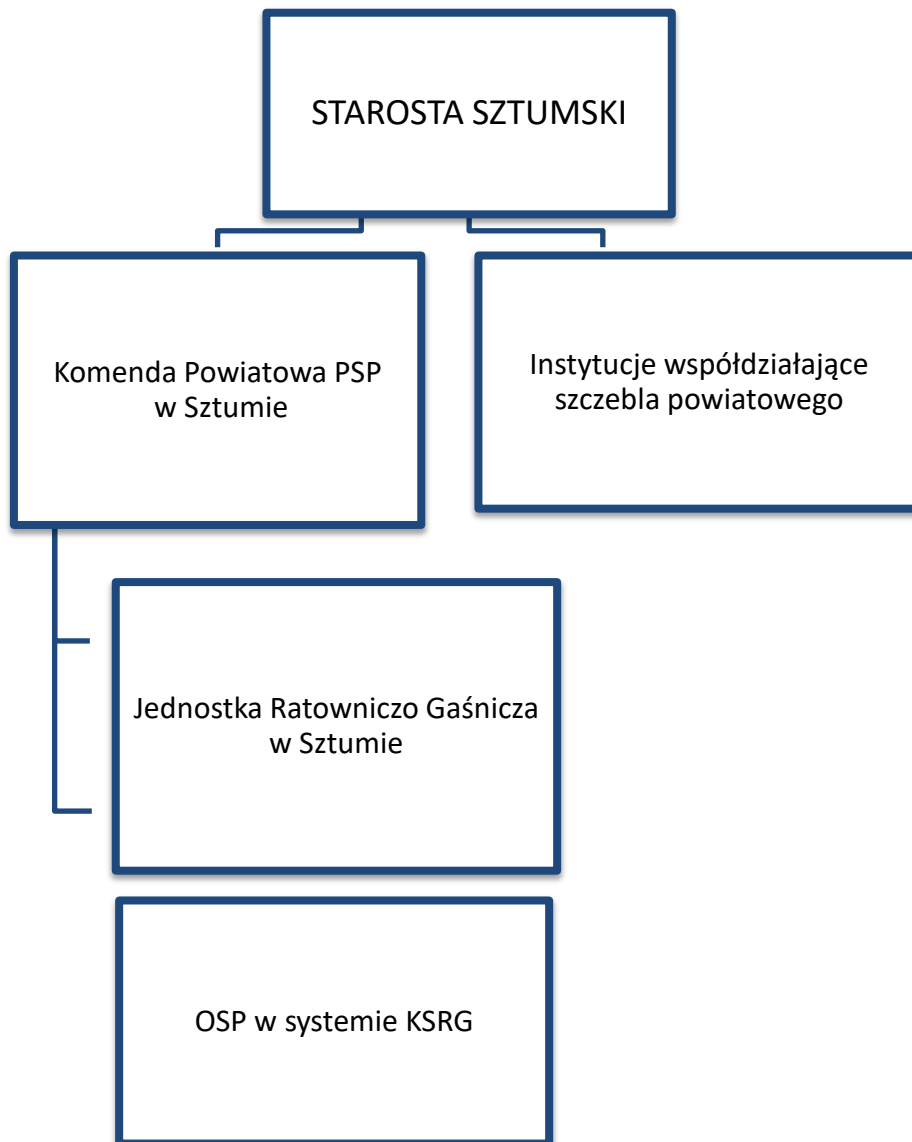 STAROSTA SZTUMSKI
Komenda Powiatowa PSP
w Sztumie
Instytucje współdziałające
szczebla powiatowego
Jednostka Ratowniczo Gaśnicza
w Sztumie
OSP w systemie KSRG